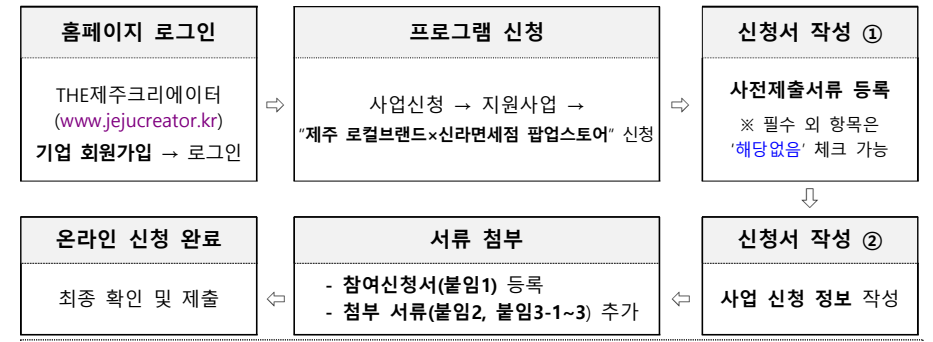 홈페이지 로그인
THE제주크리에이터
(www.jejucreator.kr)
기업 회원가입 → 로그인
⇨
프로그램 신청
사업신청 → 지원사업 →
“제주 로컬브랜드×신라면세점 팝업스토어” 신청
⇨
신청서 작성 ①
사전제출서류 등록
※ 필수 외 항목은
‘해당없음’ 체크 가능
⇩
신청서 작성 ②
사업 신청 정보 작성
⇦
서류 첨부
- 참여신청서(붙임1) 등록
- 첨부 서류(붙임2, 붙임3-1~3) 추가
⇦
온라인 신청 완료
최종 확인 및 제출